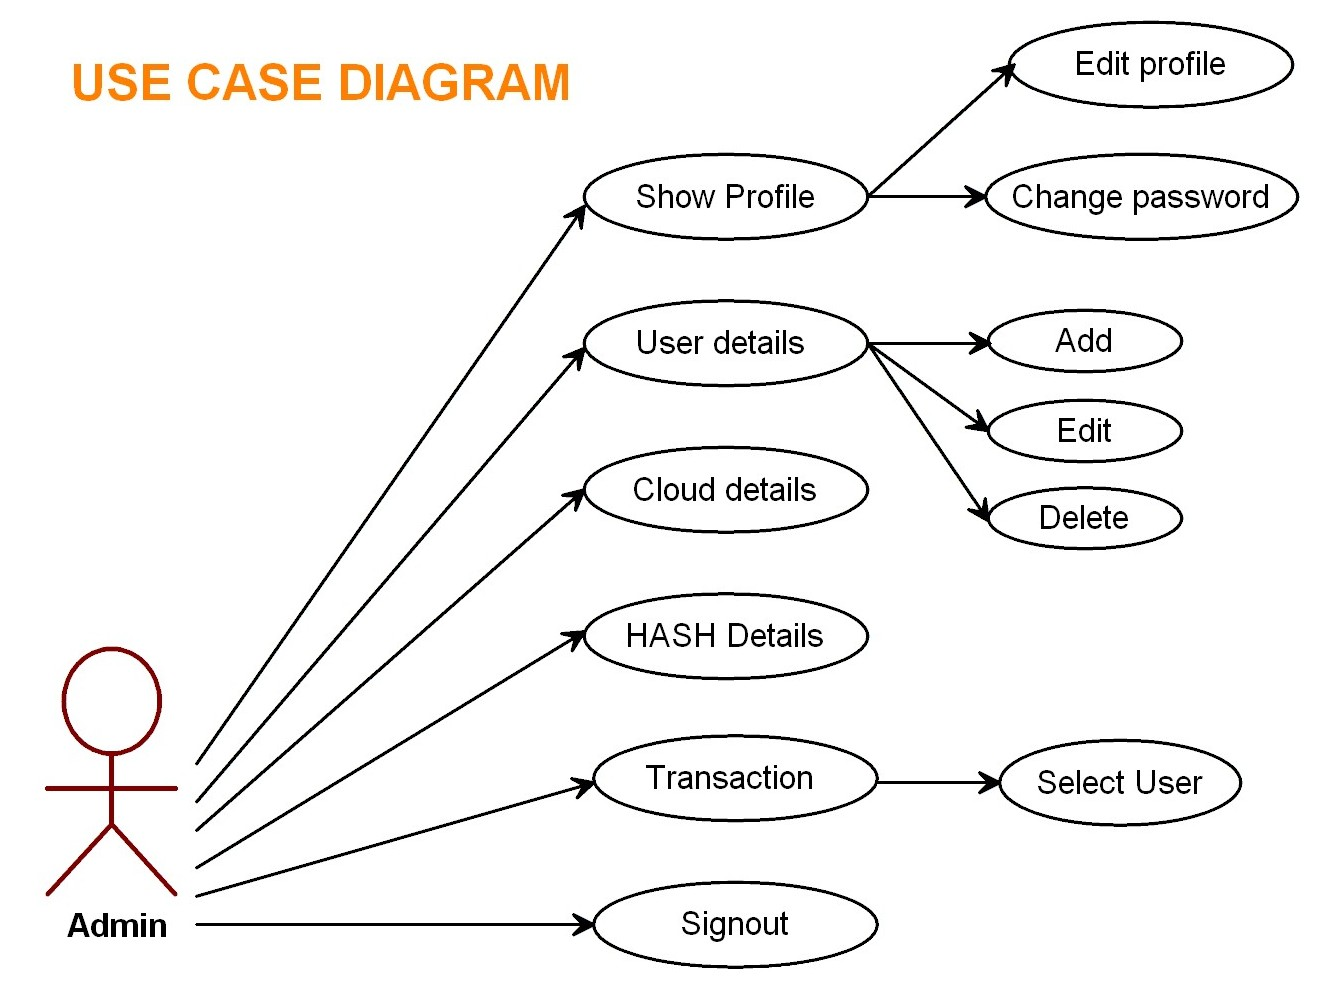 USE CASE DIAGRAM
Edit profile
Show Profile
Change password
User details
Add
Edit
Cloud details
Delete
HASH Details
Transaction
Select User
Admin
Signout